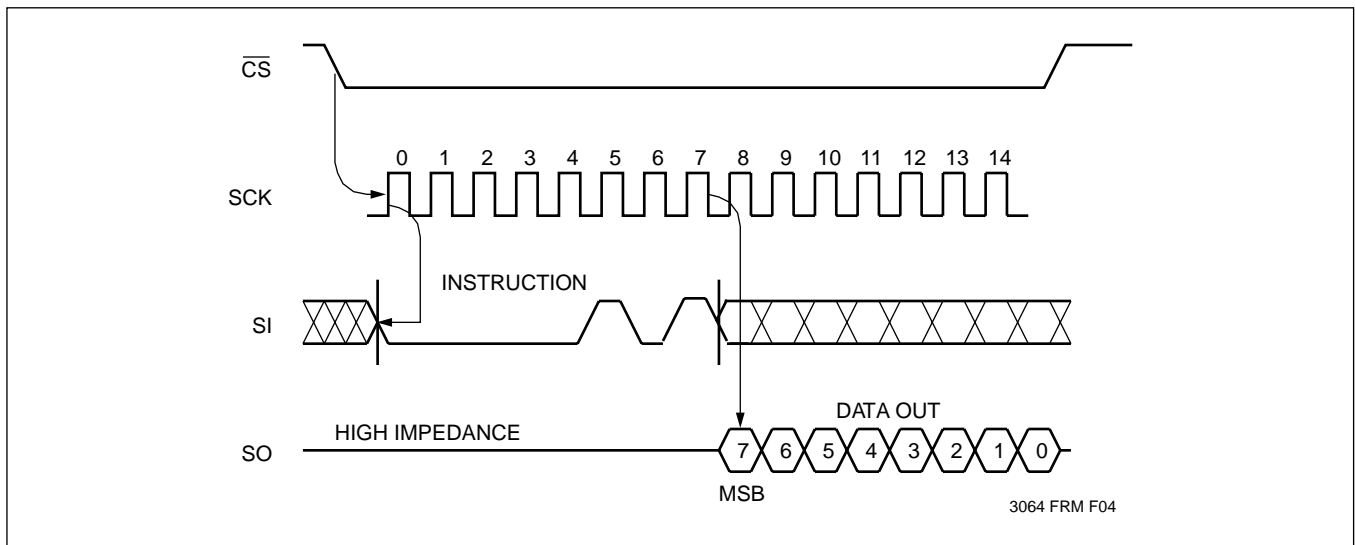 CS
0 1 2 3 4 5 6 7 8 9 10 11 12 13 14
SCK
INSTRUCTION
SI
DATA OUT
HIGH IMPEDANCE
SO
7 6 5 4 3 2 1 0
MSB
3064 FRM F04